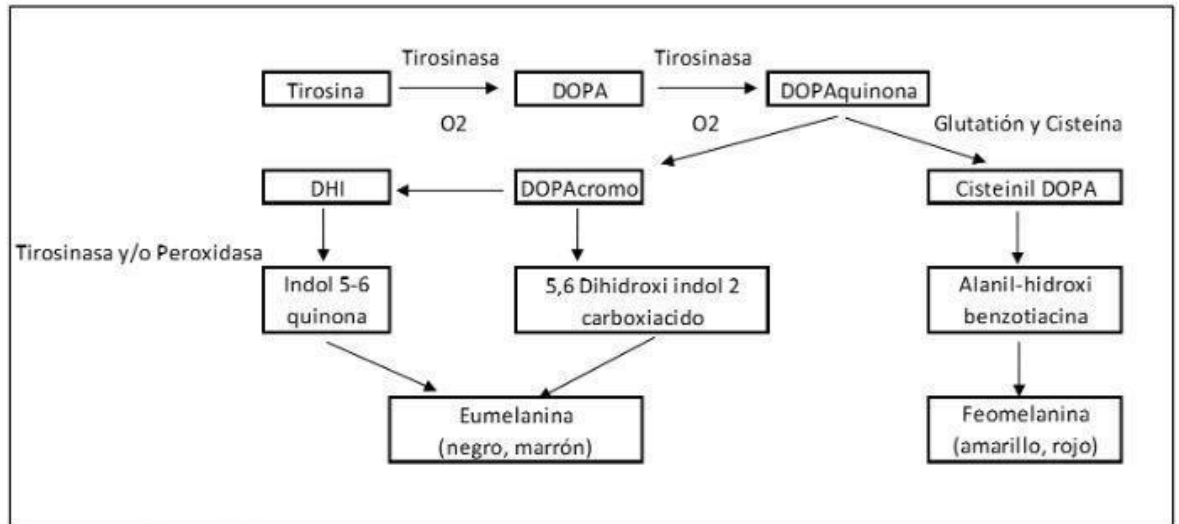 Tirosinasa
Tirosinasa
Tirosina
DOPA
DOPAquinona
O2
O2
Glutatión y Cisteína
DHI
DOPAcromo
Cisteinil DOPA
Tirosinasa y/o Peroxidasa
Indol 5-6
quinona
5,6 Dihidroxi indol 2
carboxiacido
Alanil-hidroxi
benzotiacina
Eumelanina
(negro, marrón)
Feomelanina
(amarillo, rojo)